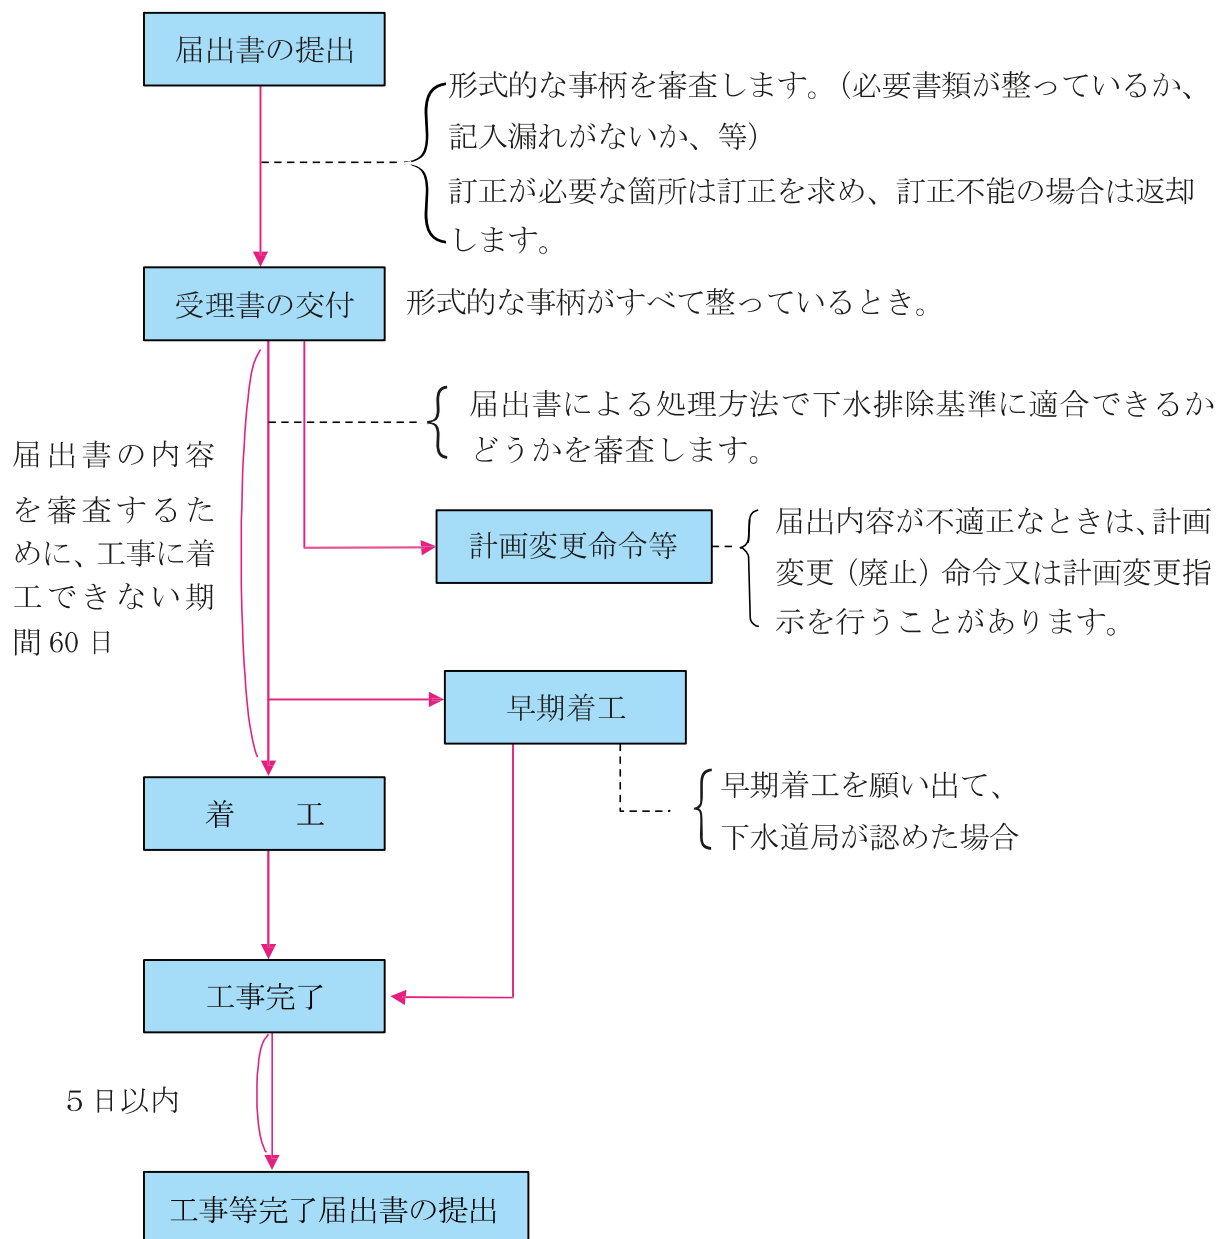 届出書の提出
形式的な事柄を審査します。（必要書類が整っているか、
記入漏れがないか、等）
訂正が必要な箇所は訂正を求め、訂正不能の場合は返却
します。
受理書の交付
形式的な事柄がすべて整っているとき。
届出書による処理方法で下水排除基準に適合できるか
どうかを審査します。
届出書の内容
を審査するた
めに、工事に着
工できない期
間 60 日
計画変更命令等
届出内容が不適正なときは、計画
変更（廃止）命令又は計画変更指
示を行うことがあります。
早期着工
早期着工を願い出て、
下水道局が認めた場合
着　　工
工事完了
５日以内
工事等完了届出書の提出